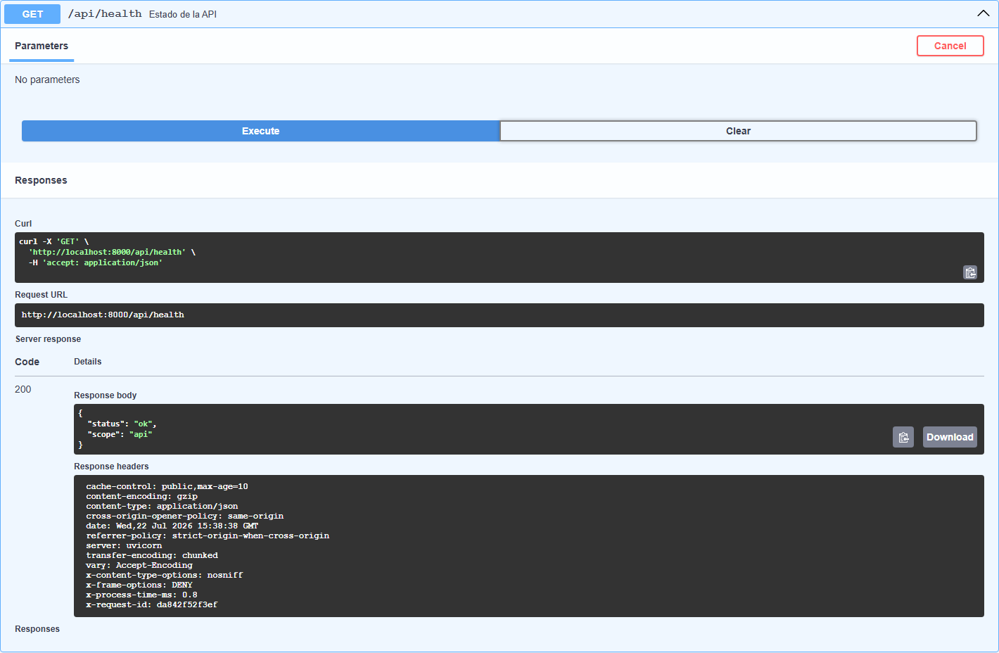 GET /api/health Estado de la API
Parameters
Cancel
No parameters
Execute
Clear
Responses
Curl
curl -X 'GET' \
'http://localhost:8000/api/health' \
-H 'accept: application/json'
Request URL
http://localhost:8000/api/health
Server response
Code Details
200
Response body
{
"status": "ok",
"scope": "api"
}
Download
Response headers
cache-control: public,max-age=10
content-encoding: gzip
content-type: application/json
cross-origin-opener-policy: same-origin
date: Wed,22 Jul 2026 15:38:38 GMT
referrer-policy: strict-origin-when-cross-origin
server: uvicorn
transfer-encoding: chunked
vary: Accept-Encoding
x-content-type-options: nosniff
x-frame-options: DENY
x-process-time-ms: 0.8
x-request-id: da842f52f3ef
Responses